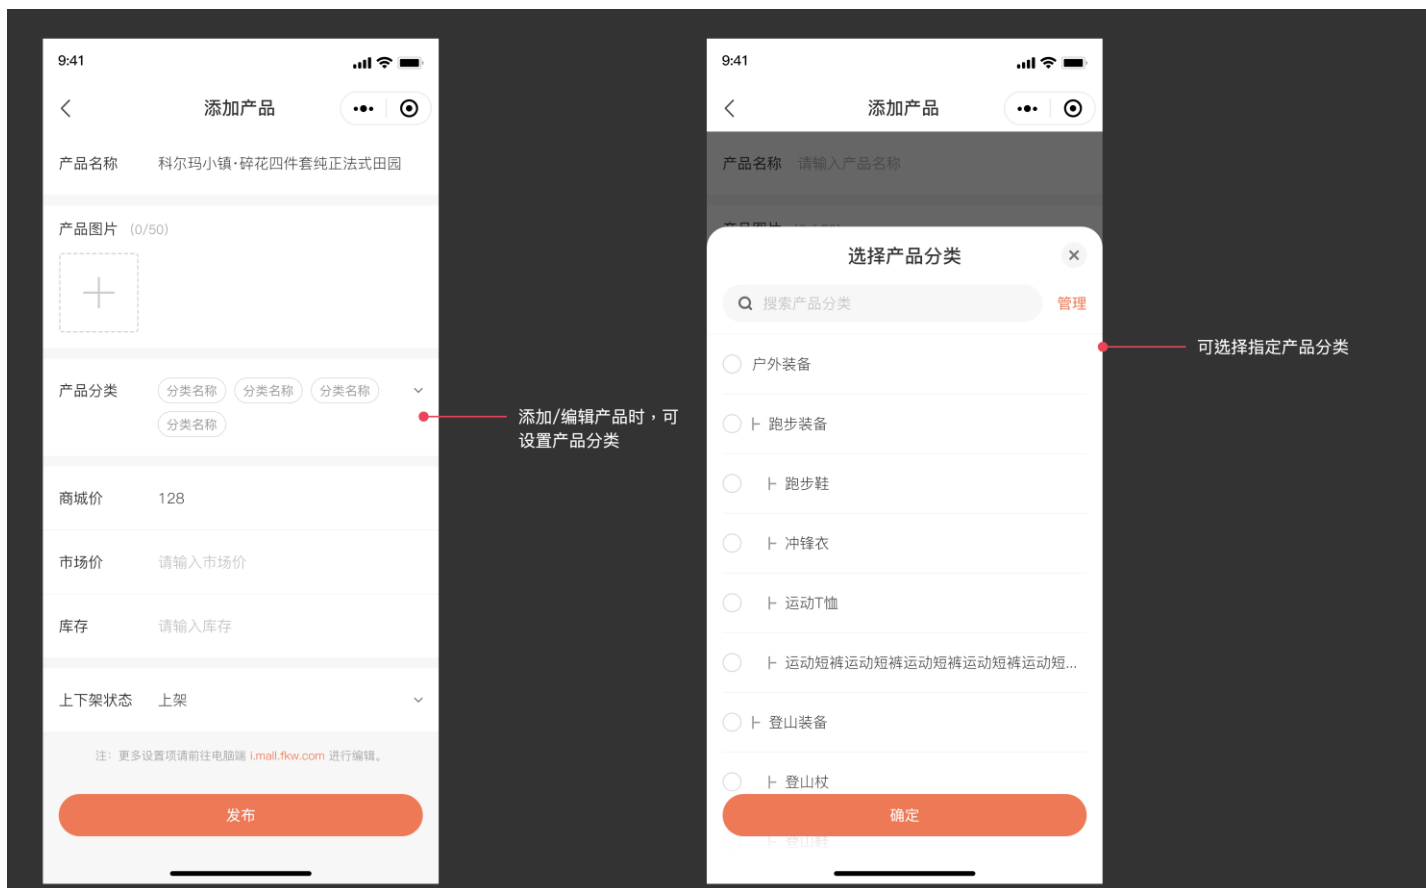 9:41
添加产品
产品名称 科尔玛小镇·碎花四件套纯正法式田园
产品图片 (0/50)
产品分类 分类名称 分类名称 分类名称
分类名称
商城价 128
市场价 请输入市场价
库存 请输入库存
上下架状态 上架
注：更多设置项请前往电脑端 i.mall.fkw.com 进行编辑。
发布
添加/编辑产品时，可
设置产品分类
9:41
添加产品
产品名称 请输入产品名称
选择产品分类
搜索产品分类 管理
户外装备
跑步装备
跑步鞋
冲锋衣
运动T恤
运动短裤运动短裤运动短裤运动短裤运动短...
登山装备
登山杖
确定
登山鞋
可选择指定产品分类